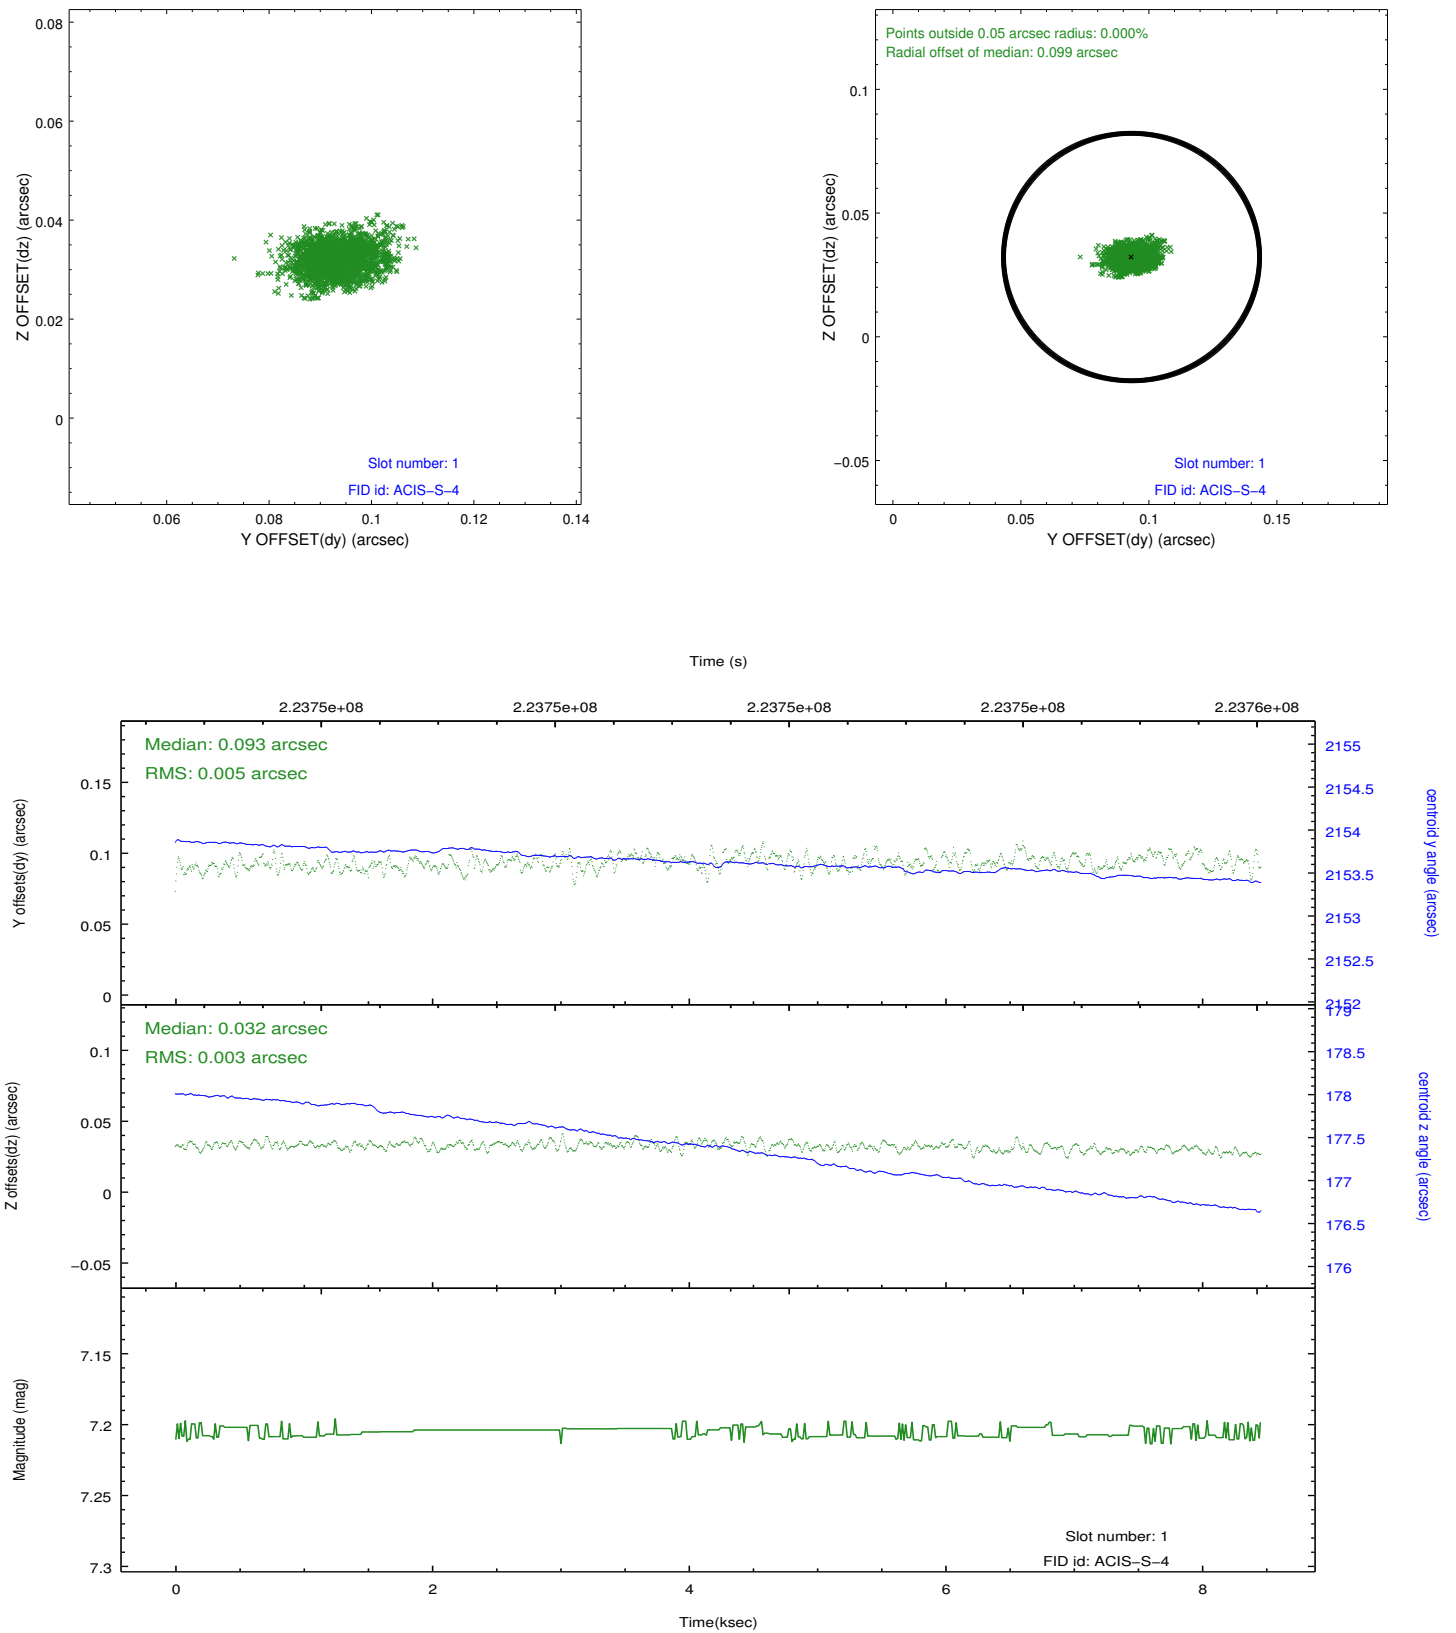 0.08
0.06
0.04
0.02
0
Z OFFSET(dz) (arcsec)
Slot number: 1
FID id: ACIS−S−4
0.06 0.08 0.1 0.12 0.14
Y OFFSET(dy) (arcsec)
Points outside 0.05 arcsec radius: 0.000%
Radial offset of median: 0.099 arcsec
0.1
0.05
0
−0.05
Z OFFSET(dz) (arcsec)
Slot number: 1
FID id: ACIS−S−4
0 0.05 0.1 0.15
Y OFFSET(dy) (arcsec)
Time (s)
2.2375e+08 2.2375e+08 2.2375e+08 2.2375e+08 2.2376e+08
Median: 0.093 arcsec
RMS: 0.005 arcsec
0.15
0.1
0.05
0
Y offsets(dy) (arcsec)
2155
2154.5
2154
2153.5
2153
2152.5
2152
centroid y angle (arcsec)
Median: 0.032 arcsec
RMS: 0.003 arcsec
0.1
0.05
0
−0.05
Z offsets(dz) (arcsec)
179
178.5
178
177.5
177
176.5
176
centroid z angle (arcsec)
7.15
7.2
7.25
7.3
Magnitude (mag)
Slot number: 1
FID id: ACIS−S−4
0 2 4 6 8
Time(ksec)